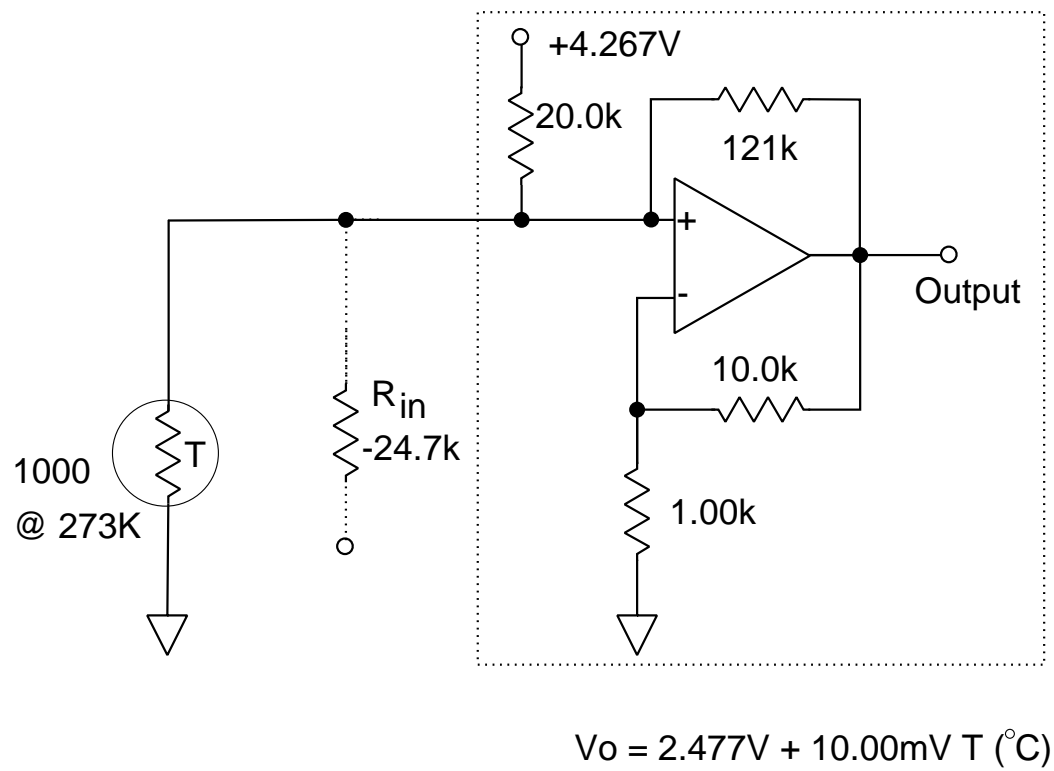 +4.267V
20.0k
121k
+
-
Output
10.0k
Rin
-24.7k
T
1000
@ 273K
1.00k
Vo = 2.477V + 10.00mV T (°C)